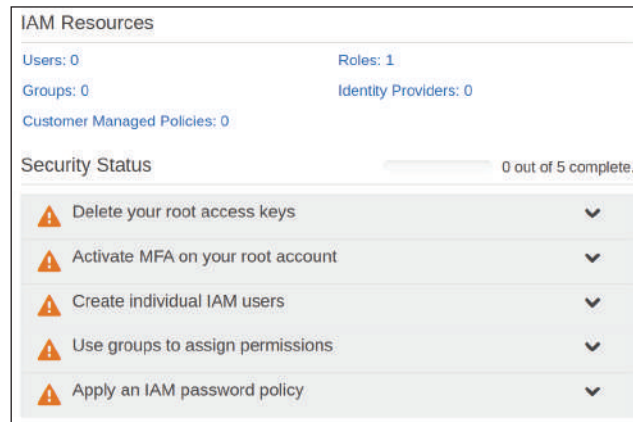 IAM Resources
Users: 0 Roles: 1
Groups: 0 Identity Providers: 0
Customer Managed Policies: 0
Security Status 0 out of 5 complete.
Delete your root access keys
Activate MFA on your root account
Create individual IAM users
Use groups to assign permissions
Apply an IAM password policy